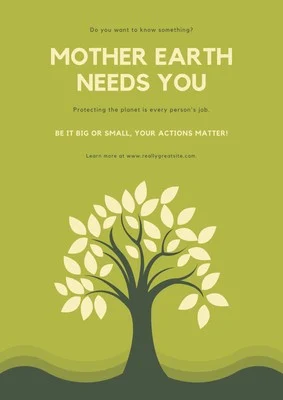 Do you want to know something?
MOTHER EARTH
NEEDS YOU
Protecting the planet is every person's job.
BE IT BIG OR SMALL, YOUR ACTIONS MATTER!
Learn more at www.reallygreatsite.com.